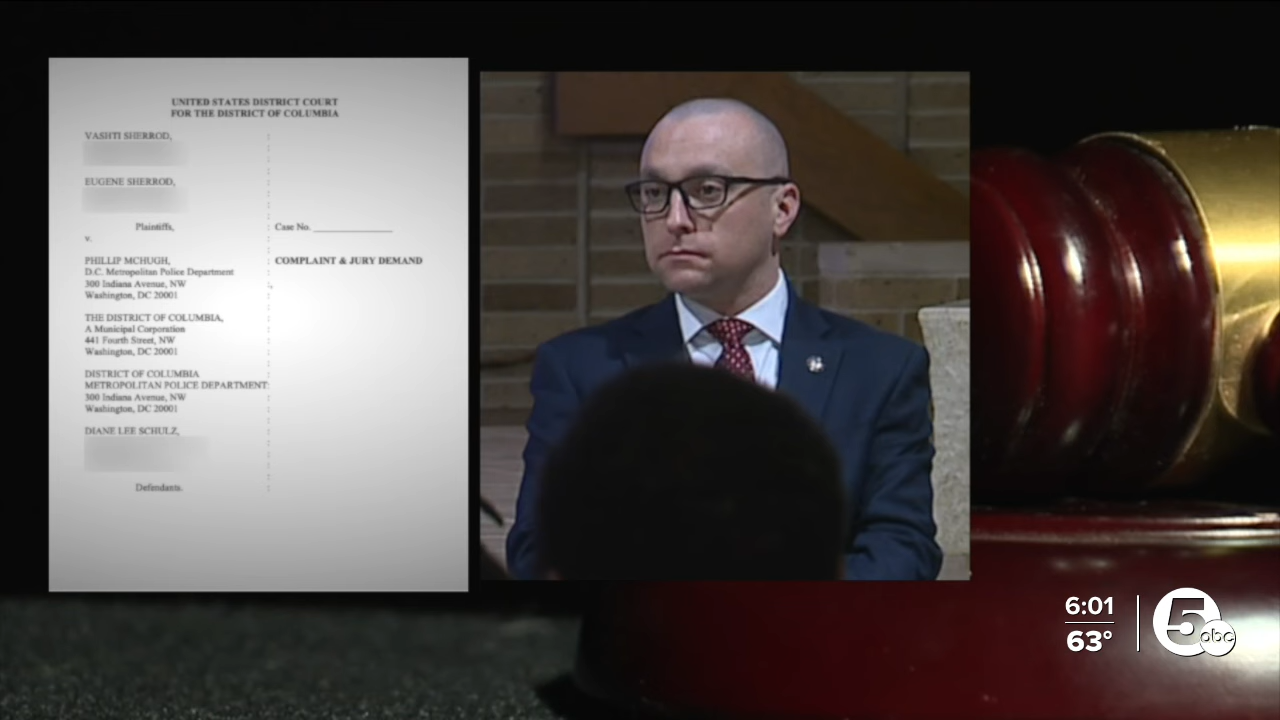 UNITED STATES DISTRICT COURT
FOR THE DISTRICT OF COLUMBIA
VASHTI SHERROD,
EUGENE SHERROD,
Plaintiffs,
v.
Case No. ______________
PHILLIP MCHUGH,
D.C. Metropolitan Police Department
300 Indiana Avenue, NW
Washington, DC 20001
COMPLAINT & JURY DEMAND
THE DISTRICT OF COLUMBIA,
A Municipal Corporation
441 Fourth Street, NW
Washington, DC 20001
DISTRICT OF COLUMBIA
METROPOLITAN POLICE DEPARTMENT
300 Indiana Avenue, NW
Washington, DC 20001
DIANE LEE SCHULZ,
Defendants.
6:01
63°
5
abc